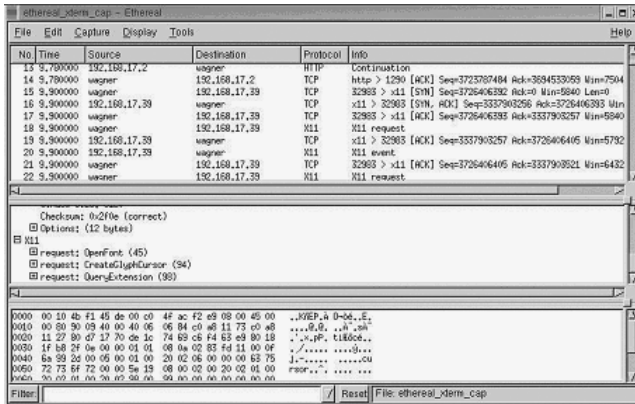 ethereal_xterm_cap - Ethereal
File Edit Capture Display Tools Help
No. Time Source Destination Protocol Info
13 9.780000 192.168.17.2 wagner HTTP Continuation
14 9.780000 wagner 192.168.17.2 TCP http > 1290 [ACK] Seq=3723787484 Ack=3694533059 Win=7504
15 9.900000 wagner 192.168.17.39 TCP 32983 > x11 [SYN] Seq=3726406392 Ack=0 Win=5840 Len=0
16 9.900000 192.168.17.39 wagner TCP x11 > 32983 [SYN, ACK] Seq=3337903256 Ack=3726406393 Win
17 9.900000 wagner 192.168.17.39 TCP 32983 > x11 [ACK] Seq=3726406393 Ack=3337903257 Win=5840
18 9.900000 wagner 192.168.17.39 X11 X11 request
19 9.900000 192.168.17.39 wagner TCP x11 > 32983 [ACK] Seq=3337903257 Ack=3726406405 Win=5792
20 9.900000 192.168.17.39 wagner X11 X11 event
21 9.900000 wagner 192.168.17.39 TCP 32983 > x11 [ACK] Seq=3726406405 Ack=3337903521 Win=6432
22 9.900000 wagner 192.168.17.39 X11 X11 request
Checksum: 0x2f0e (correct)
Options: (12 bytes)
X11
request: OpenFont (45)
request: CreateGlyphCursor (94)
request: QueryExtension (98)
0000 00 10 4b f1 45 de 00 c0 4f ac f2 e9 08 00 45 00
0010 00 80 90 09 40 00 40 06 06 84 c0 a8 11 73 c0 a8
0020 11 27 80 d7 17 70 de 1c 74 69 c6 f4 63 e9 80 18
0030 1f b8 2f 0e 00 00 01 01 08 0a 02 83 fd 11 00 0f
0040 6a 99 2d 00 05 00 01 00 20 02 06 00 00 00 63 75
0050 72 73 6f 72 00 00 5e 19 08 00 02 00 20 02 01 00
Filter: Reset File: ethereal_xterm_cap